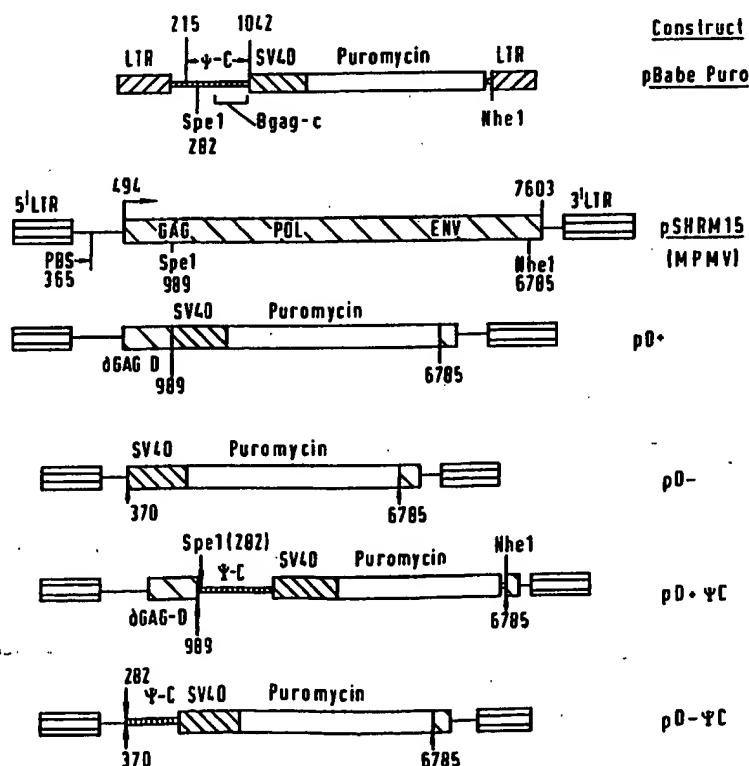 Construct
215 1042
LTR Ψ-C SV40 Puromycin LTR
pBabe Puro
Spe1 Bgag-c Nhe1
282
494 7603
5'LTR 3'LTR
GAG POL ENV
pSHRM15
PBS Spe1 Nhe1 (MPMV)
365 989 6785
SV40 Puromycin
pD+
∂GAG D 989 6785
SV40 Puromycin
pD-
370 6785
Spe1(282) Ψ-C SV40 Puromycin Nhe1
pD+ ΨC
∂GAG-D 989 6785
282 Ψ-C SV40 Puromycin
pD-ΨC
370 6785